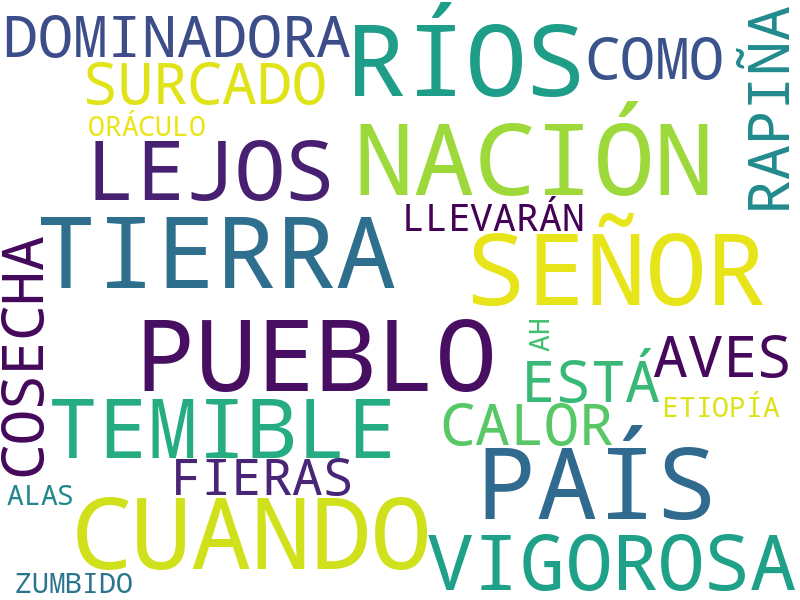 DOMINADORA
RÍOS
COMO
RAPIÑA
SURCADO
ORÁCULO
LEJOS
NACIÓN
LLEVARÁN
TIERRA
SEÑOR
COSECHA
PUEBLO
AH
ESTÁ
AVES
TEMIBLE
CALOR
ETIOPÍA
FIERAS
PAÍS
ALAS
CUANDO
VIGOROSA
ZUMBIDO